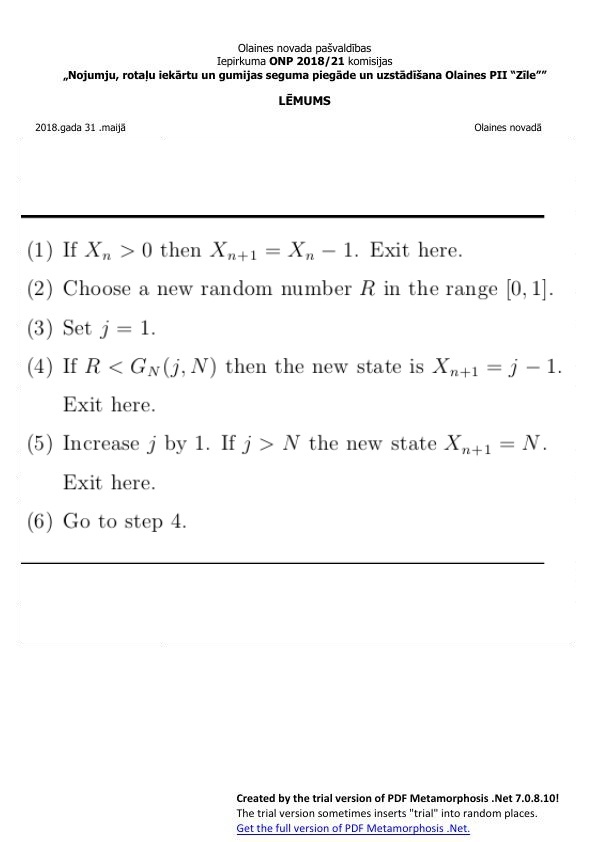 Olaines novada pašvaldības
Iepirkuma ONP 2018/21 komisijas
„Nojumju, rotaļu iekārtu un gumijas seguma piegāde un uzstādīšana Olaines PII “Zīle””
LĒMUMS
2018.gada 31 .maijā Olaines novadā
(1) If $X_n > 0$ then $X_{n+1} = X_n - 1$. Exit here.
(2) Choose a new random number $R$ in the range $[0, 1]$.
(3) Set $j = 1$.
(4) If $R < G_N(j, N)$ then the new state is $X_{n+1} = j - 1$.
Exit here.
(5) Increase $j$ by 1. If $j > N$ the new state $X_{n+1} = N$.
Exit here.
(6) Go to step 4.
Created by the trial version of PDF Metamorphosis .Net 7.0.8.10!
The trial version sometimes inserts "trial" into random places.
Get the full version of PDF Metamorphosis .Net.